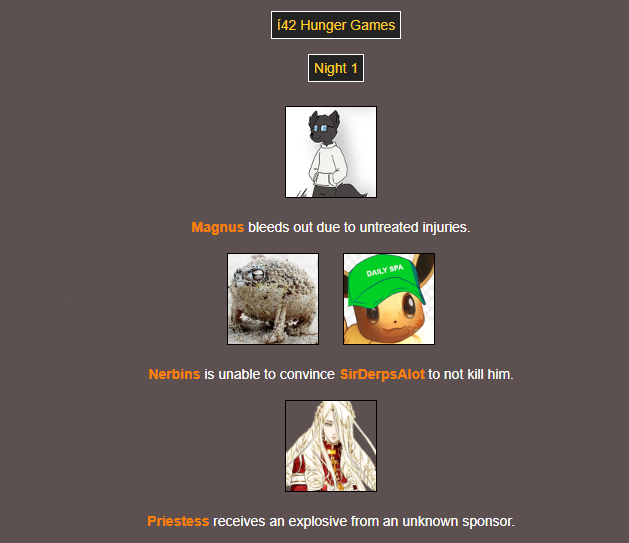 í42 Hunger Games
Night 1
Magnus bleeds out due to untreated injuries.
DAILY SPA
Nerbins is unable to convince SirDerpsAlot to not kill him.
Priestess receives an explosive from an unknown sponsor.